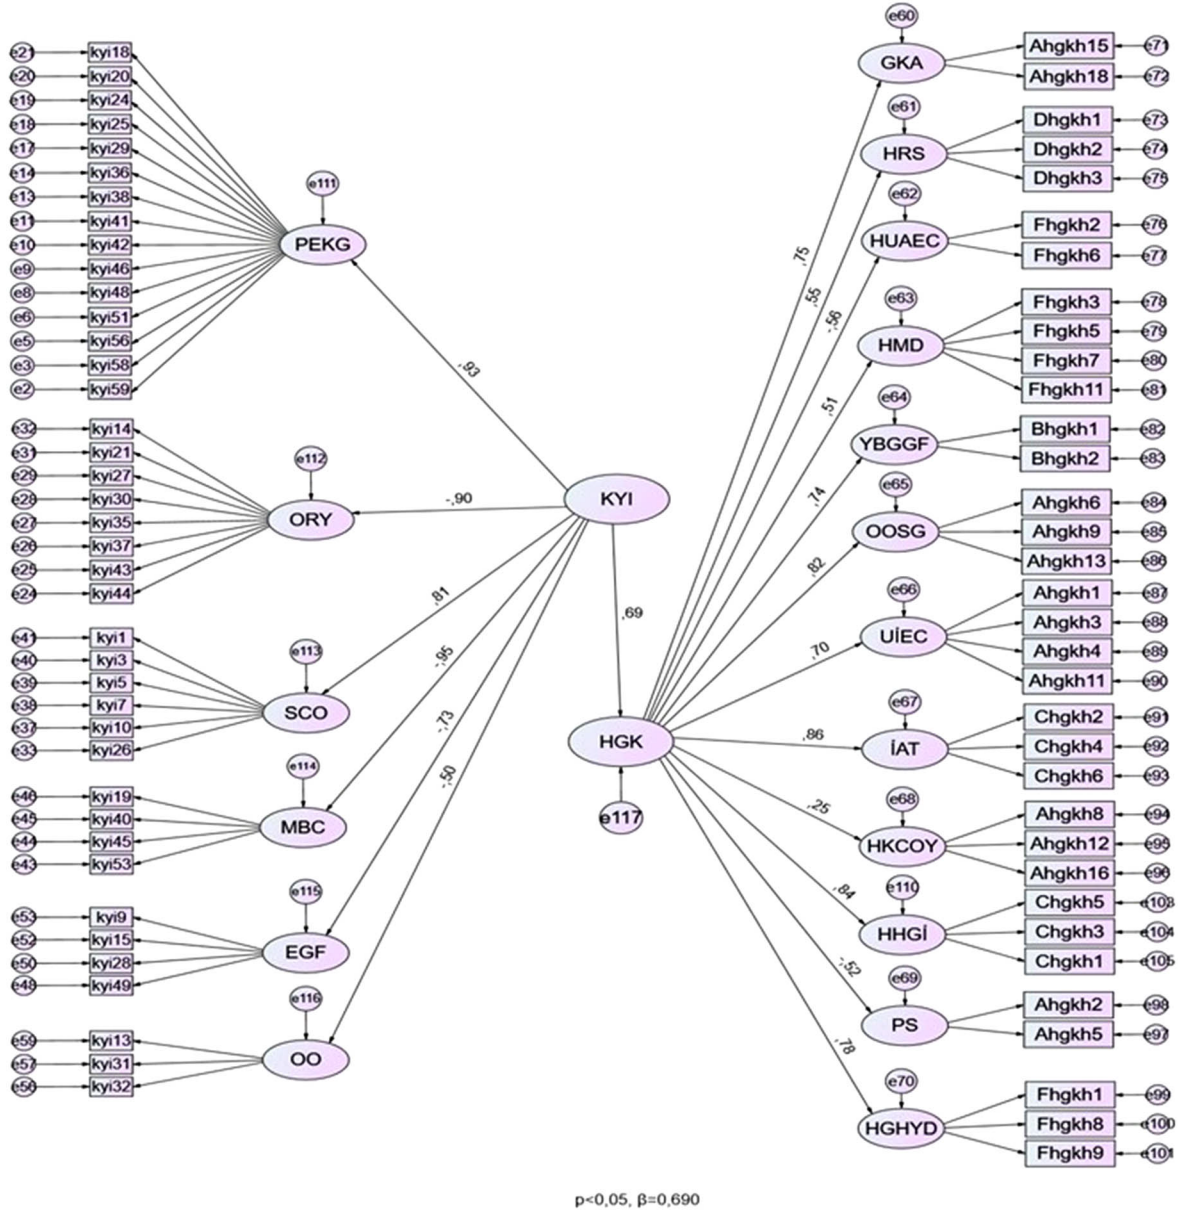 e21 kyi18
e20 kyi20
e19 kyi24
e18 kyi25
e17 kyi29
e14 kyi36
e13 kyi38
e11 kyi41
e10 kyi42
e9 kyi46
e8 kyi48
e6 kyi51
e5 kyi56
e3 kyi58
e2 kyi59
e111
PEKG
,93
e32 kyi14
e31 kyi21
e29 kyi27
e28 kyi30
e27 kyi35
e26 kyi37
e25 kyi43
e24 kyi44
e112
ORY
-,90
e41 kyi1
e40 kyi3
e39 kyi5
e38 kyi7
e37 kyi10
e33 kyi26
e113
SCO
,81
e46 kyi19
e45 kyi40
e44 kyi45
e43 kyi53
e114
MBC
-,95
e53 kyi9
e52 kyi15
e50 kyi28
e48 kyi49
e115
EGF
-,73
e59 kyi13
e57 kyi31
e56 kyi32
e116
OO
-,50
KYI
,69
HGK
e117
e60
GKA
,75
Ahgkh15 e71
Ahgkh18 e72
e61
HRS
,55
Dhgkh1 e73
Dhgkh2 e74
Dhgkh3 e75
e62
HUAEC
-,56
Fhgkh2 e76
Fhgkh6 e77
e63
HMD
,51
Fhgkh3 e78
Fhgkh5 e79
Fhgkh7 e80
Fhgkh11 e81
e64
YBGGF
,74
Bhgkh1 e82
Bhgkh2 e83
e65
OOSG
,82
Ahgkh6 e84
Ahgkh9 e85
Ahgkh13 e86
e66
UİEC
,70
Ahgkh1 e87
Ahgkh3 e88
Ahgkh4 e89
Ahgkh11 e90
e67
İAT
,86
Chgkh2 e91
Chgkh4 e92
Chgkh6 e93
e68
HKCOY
,25
Ahgkh8 e94
Ahgkh12 e95
Ahgkh16 e96
e110
HHGİ
,84
Chgkh5 e103
Chgkh3 e104
Chgkh1 e105
e69
PS
-,52
Ahgkh2 e98
Ahgkh5 e97
e70
HGHYD
,78
Fhgkh1 e99
Fhgkh8 e100
Fhgkh9 e101
p<0,05, β=0,690